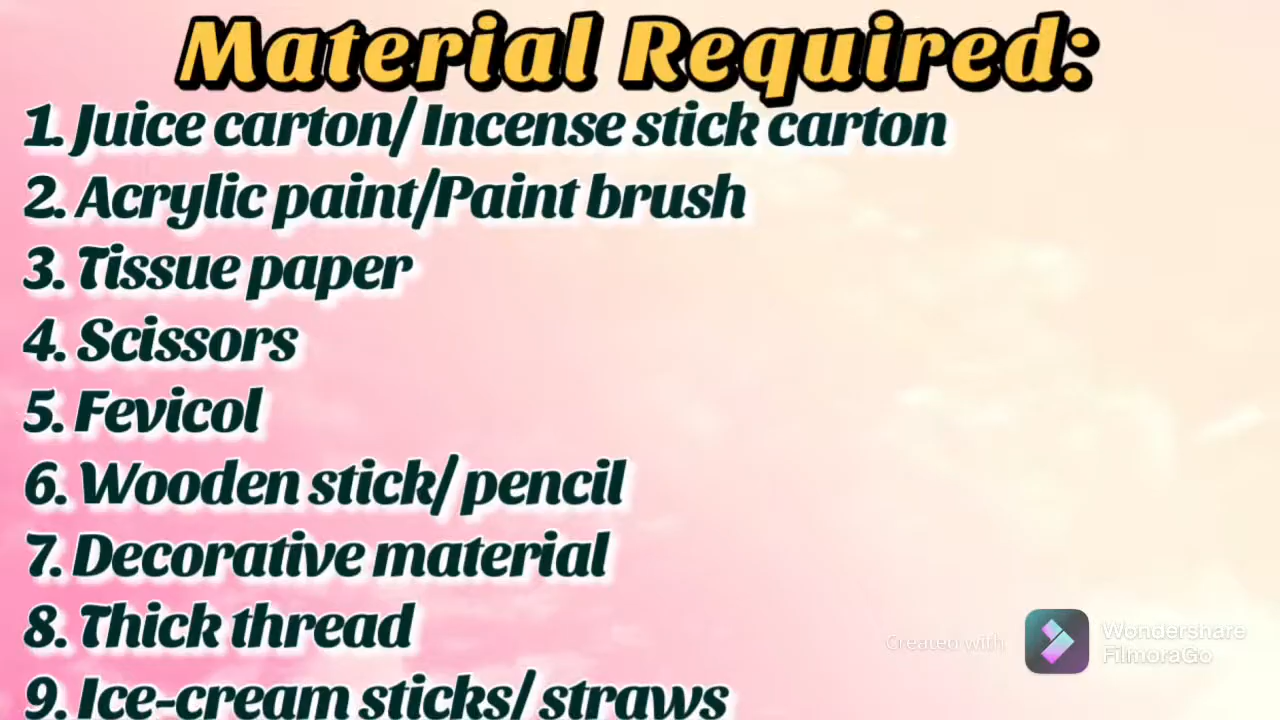 Material Required:
1. Juice carton/ Incense stick carton
2. Acrylic paint/Paint brush
3. Tissue paper
4. Scissors
5. Fevicol
6. Wooden stick/ pencil
7. Decorative material
8. Thick thread
9. Ice-cream sticks/ straws
Created with
Wondershare
FilmoraGo